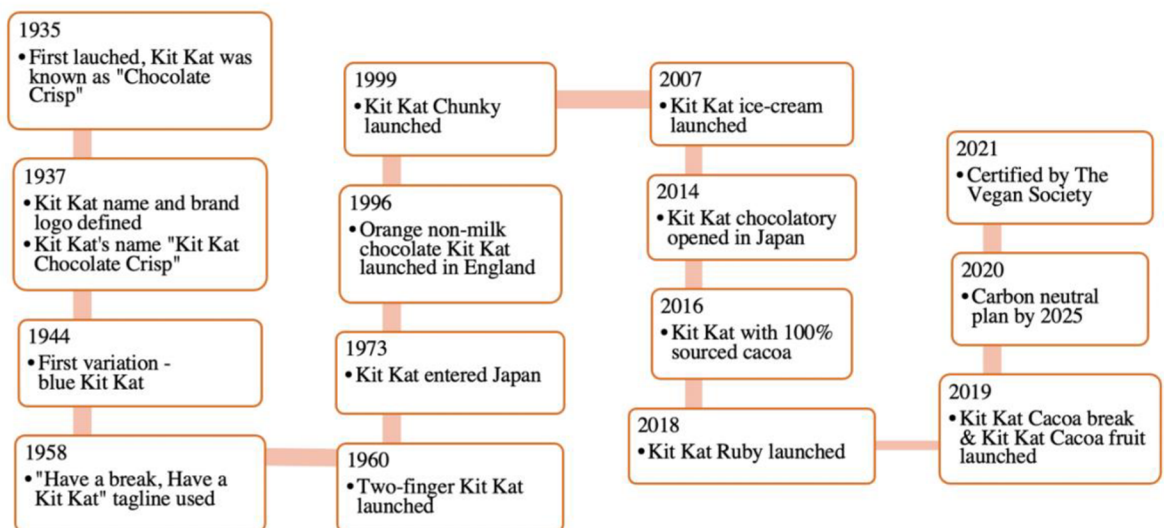 1935
•First lauched, Kit Kat was
known as "Chocolate
Crisp"
1937
•Kit Kat name and brand
logo defined
•Kit Kat's name "Kit Kat
Chocolate Crisp"
1944
•First variation -
blue Kit Kat
1958
•"Have a break, Have a
Kit Kat" tagline used
1960
•Two-finger Kit Kat
launched
1973
•Kit Kat entered Japan
1996
•Orange non-milk
chocolate Kit Kat
launched in England
1999
•Kit Kat Chunky
launched
2007
•Kit Kat ice-cream
launched
2014
•Kit Kat chocolatory
opened in Japan
2016
•Kit Kat with 100%
sourced cacoa
2018
•Kit Kat Ruby launched
2019
•Kit Kat Cacoa break
& Kit Kat Cacoa fruit
launched
2020
•Carbon neutral
plan by 2025
2021
•Certified by The
Vegan Society